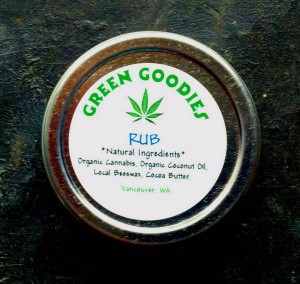 GREEN GOODIES
RUB
*Natural Ingredients*
Organic Cannabis, Organic Coconut Oil,
Local Beeswax, Cocoa Butter.
Vancouver, WA.